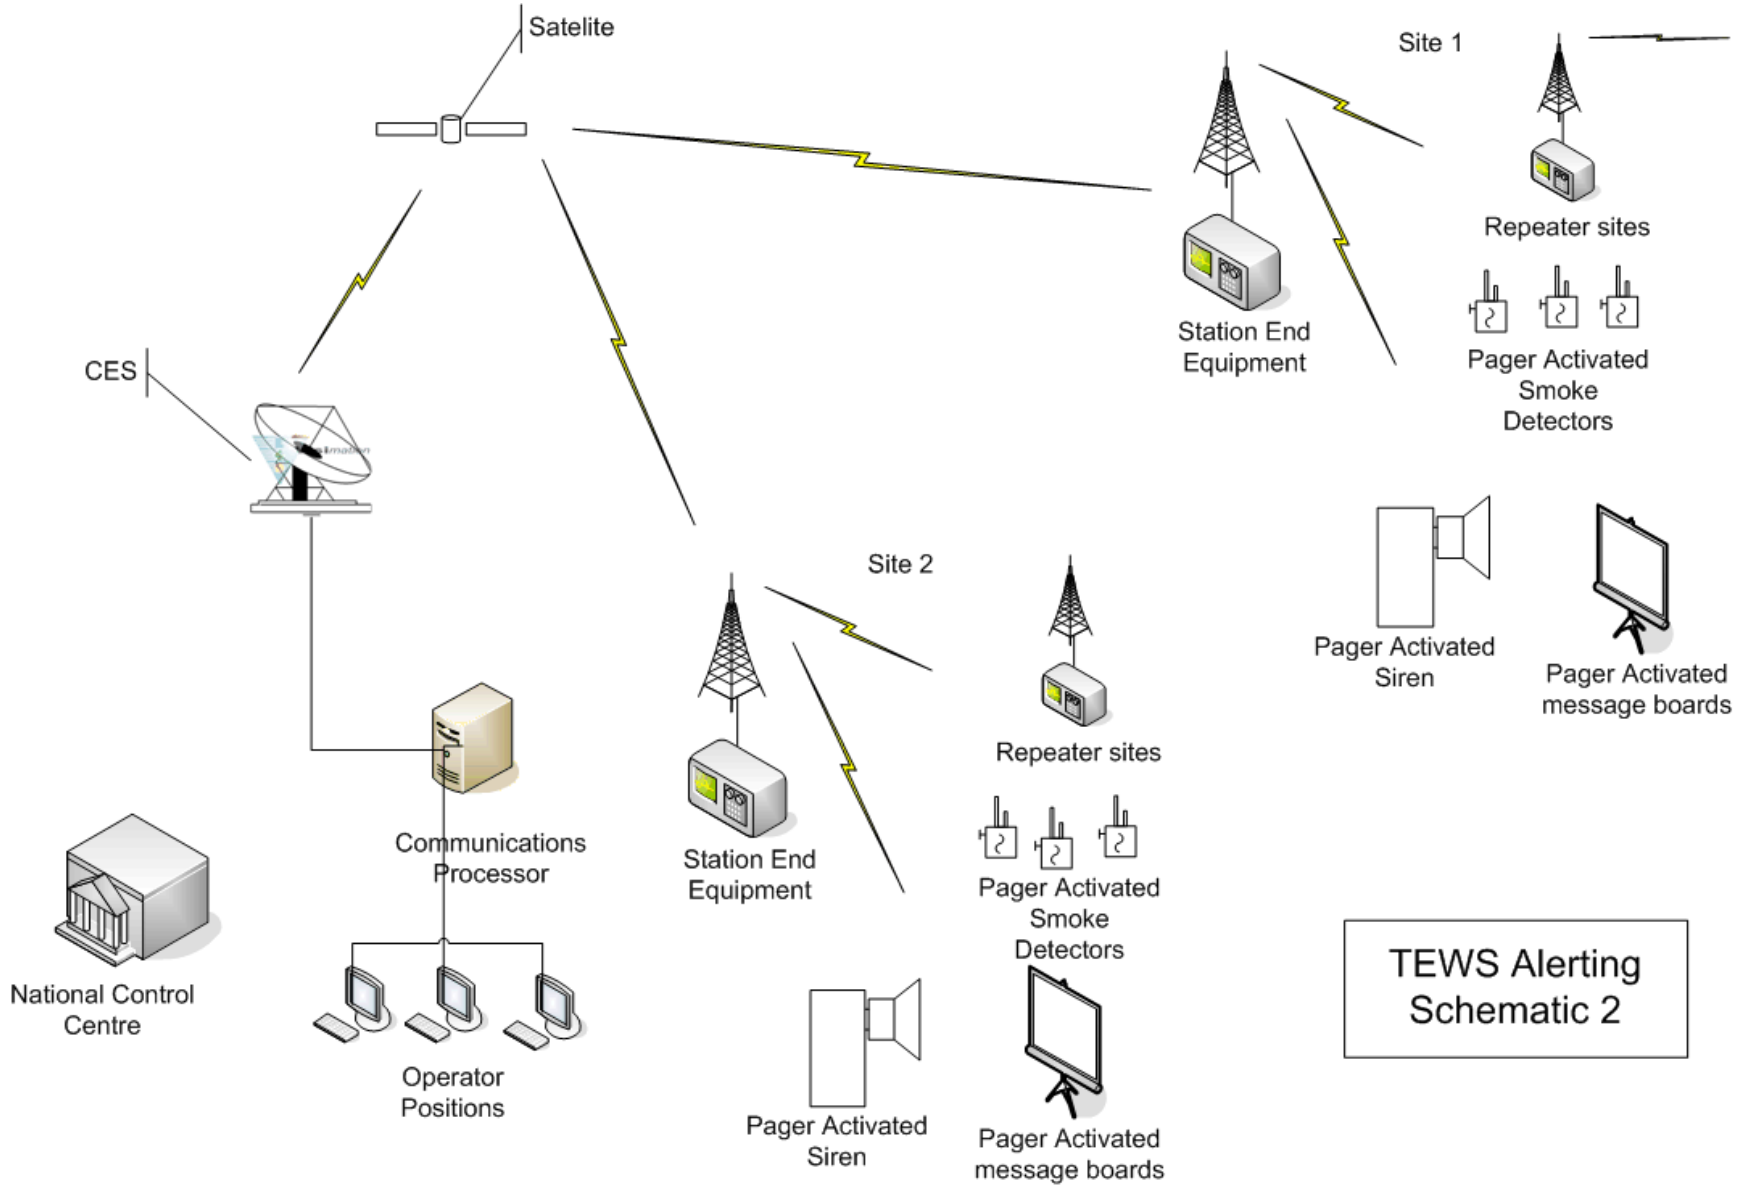 Satelite
Site 1
Repeater sites
Station End
Equipment
Pager Activated
Smoke
Detectors
CES
Pager Activated
Siren
Pager Activated
message boards
Site 2
Repeater sites
Communications
Processor
Station End
Equipment
Pager Activated
Smoke
Detectors
National Control
Centre
Operator
Positions
Pager Activated
Siren
Pager Activated
message boards
TEWS Alerting
Schematic 2